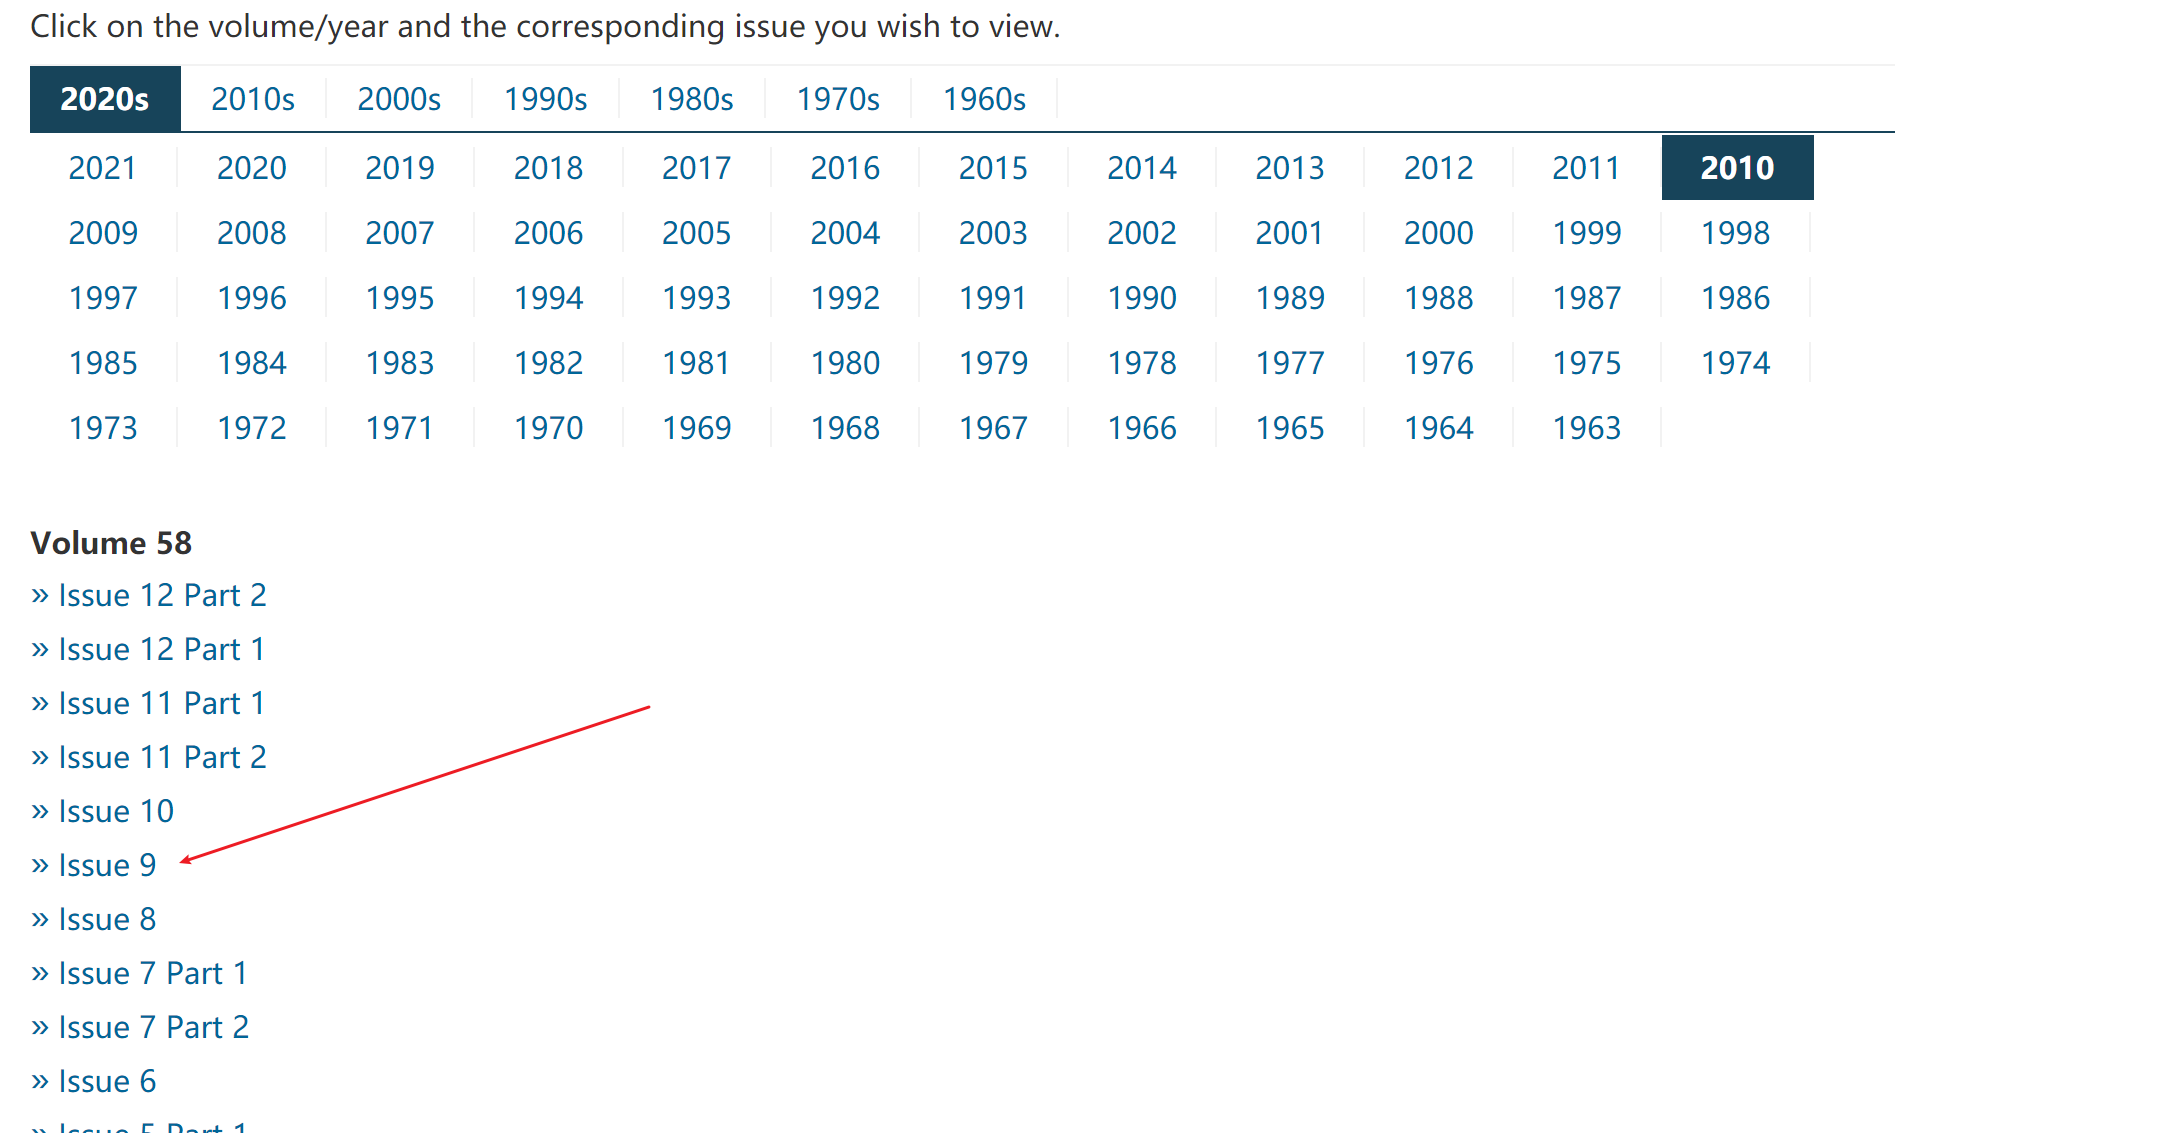 Click on the volume/year and the corresponding issue you wish to view.
2020s 2010s 2000s 1990s 1980s 1970s 1960s
2021 2020 2019 2018 2017 2016 2015 2014 2013 2012 2011 2010
2009 2008 2007 2006 2005 2004 2003 2002 2001 2000 1999 1998
1997 1996 1995 1994 1993 1992 1991 1990 1989 1988 1987 1986
1985 1984 1983 1982 1981 1980 1979 1978 1977 1976 1975 1974
1973 1972 1971 1970 1969 1968 1967 1966 1965 1964 1963
Volume 58
» Issue 12 Part 2
» Issue 12 Part 1
» Issue 11 Part 1
» Issue 11 Part 2
» Issue 10
» Issue 9
» Issue 8
» Issue 7 Part 1
» Issue 7 Part 2
» Issue 6
» Issue 5 Part 1